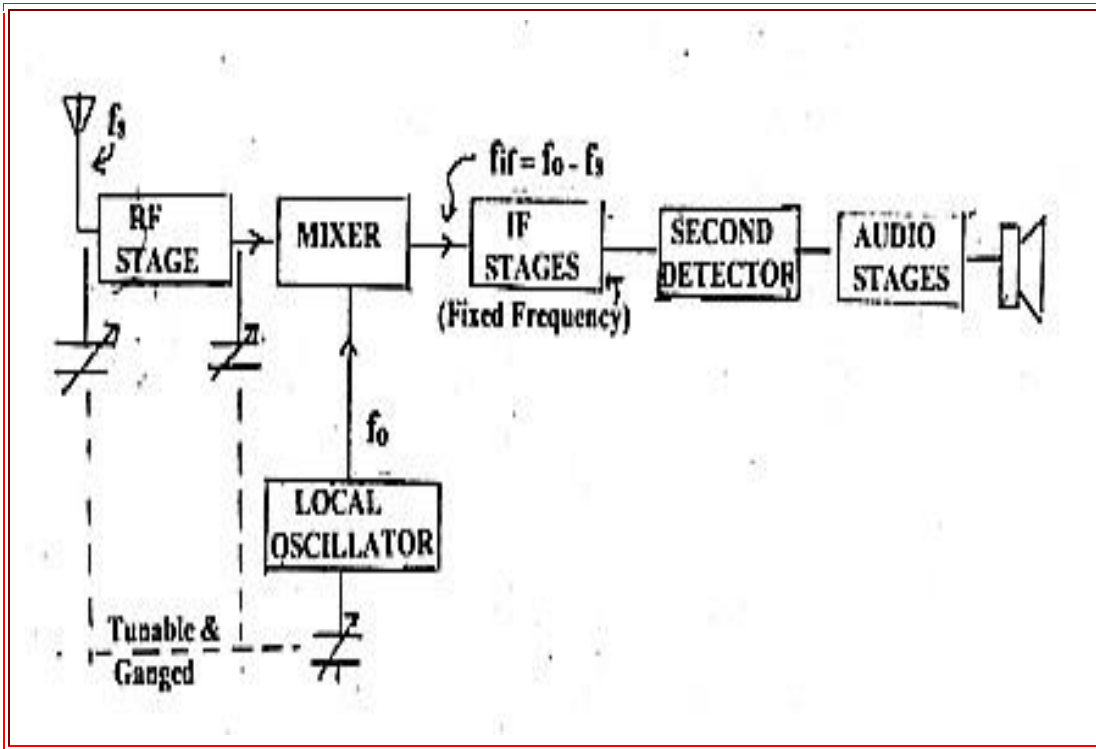 fs
fif = fo - fs
RF
STAGE
MIXER
IF
STAGES
(Fixed Frequency)
SECOND
DETECTOR
AUDIO
STAGES
fo
LOCAL
OSCILLATOR
Tunable &
Ganged